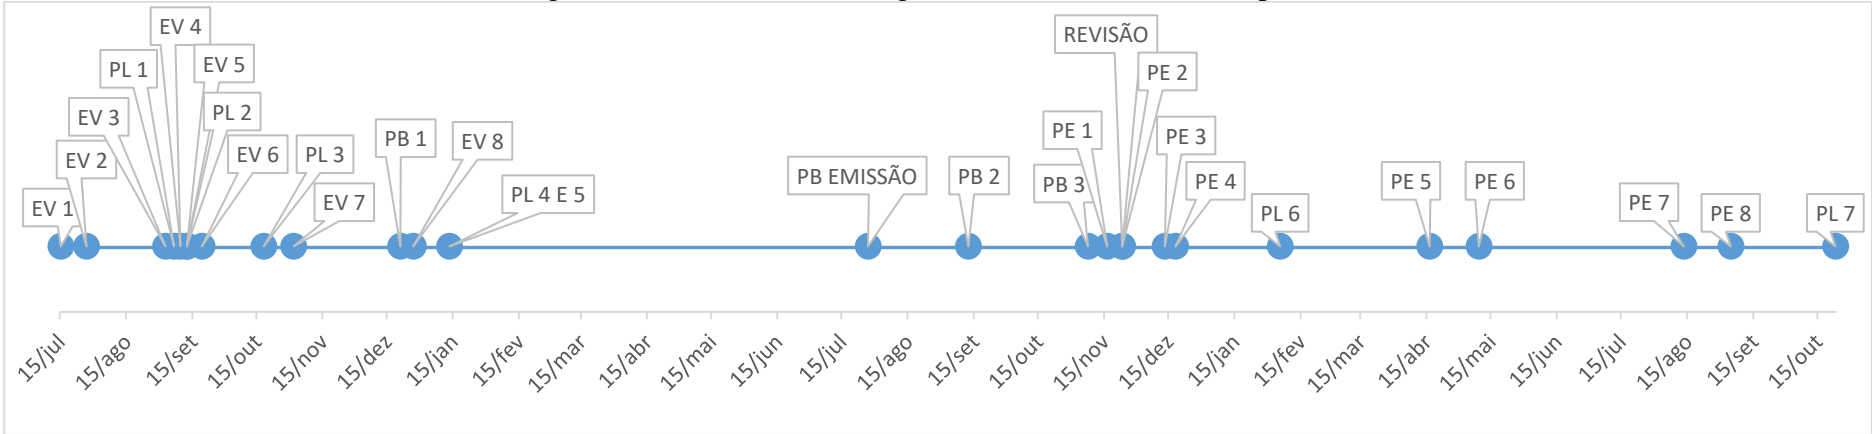 EV 4
REVISÃO
EV 5
PL 1
PE 2
PL 2
EV 3
PE 1
PE 3
PB 1
EV 8
EV 2
EV 6
PL 3
PB EMISSÃO
PB 2
PB 3
PE 4
PE 5
PE 6
EV 1
EV 7
PL 4 E 5
PL 6
PE 7
PE 8
PL 7
15/jul
15/ago
15/set
15/out
15/nov
15/dez
15/jan
15/fev
15/mar
15/abr
15/mai
15/jun
15/jul
15/ago
15/set
15/out
15/nov
15/dez
15/jan
15/fev
15/mar
15/abr
15/mai
15/jun
15/jul
15/ago
15/set
15/out